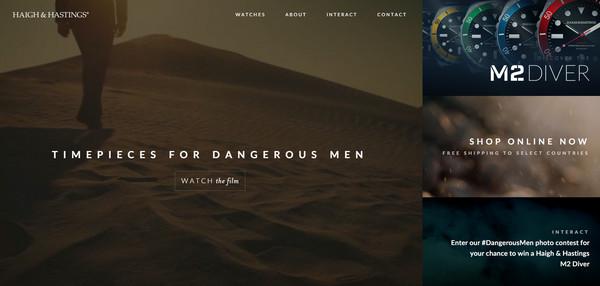 HAIGH & HASTINGS®
WATCHES ABOUT INTERACT CONTACT
TIMEPIECES FOR DANGEROUS MEN
WATCH the film
DISCOVER THE
M2 DIVER
SHOP ONLINE NOW
FREE SHIPPING TO SELECT COUNTRIES
INTERACT
Enter our #DangerousMen photo contest for
your chance to win a Haigh & Hastings
M2 Diver